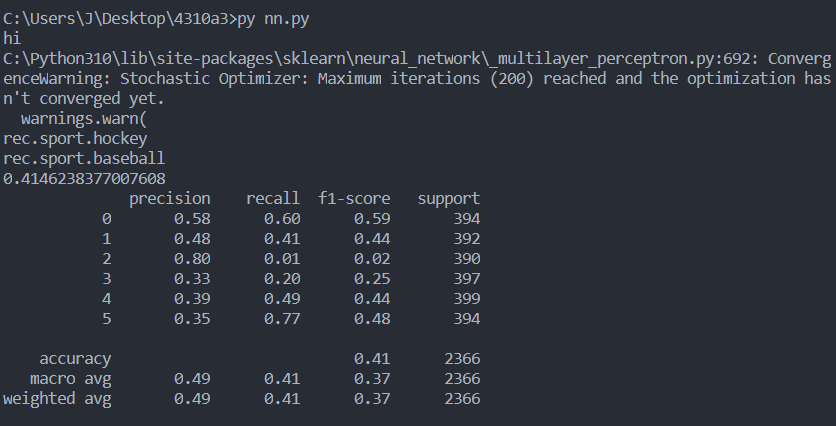 C:\Users\J\Desktop\4310a3>py nn.py
hi
C:\Python310\lib\site-packages\sklearn\neural_network\_multilayer_perceptron.py:692: Converg
enceWarning: Stochastic Optimizer: Maximum iterations (200) reached and the optimization has
n't converged yet.
  warnings.warn(
rec.sport.hockey
rec.sport.baseball
0.4146238377007608
              precision    recall  f1-score   support
           0       0.58      0.60      0.59       394
           1       0.48      0.41      0.44       392
           2       0.80      0.01      0.02       390
           3       0.33      0.20      0.25       397
           4       0.39      0.49      0.44       399
           5       0.35      0.77      0.48       394
    accuracy                           0.41      2366
   macro avg       0.49      0.41      0.37      2366
weighted avg       0.49      0.41      0.37      2366